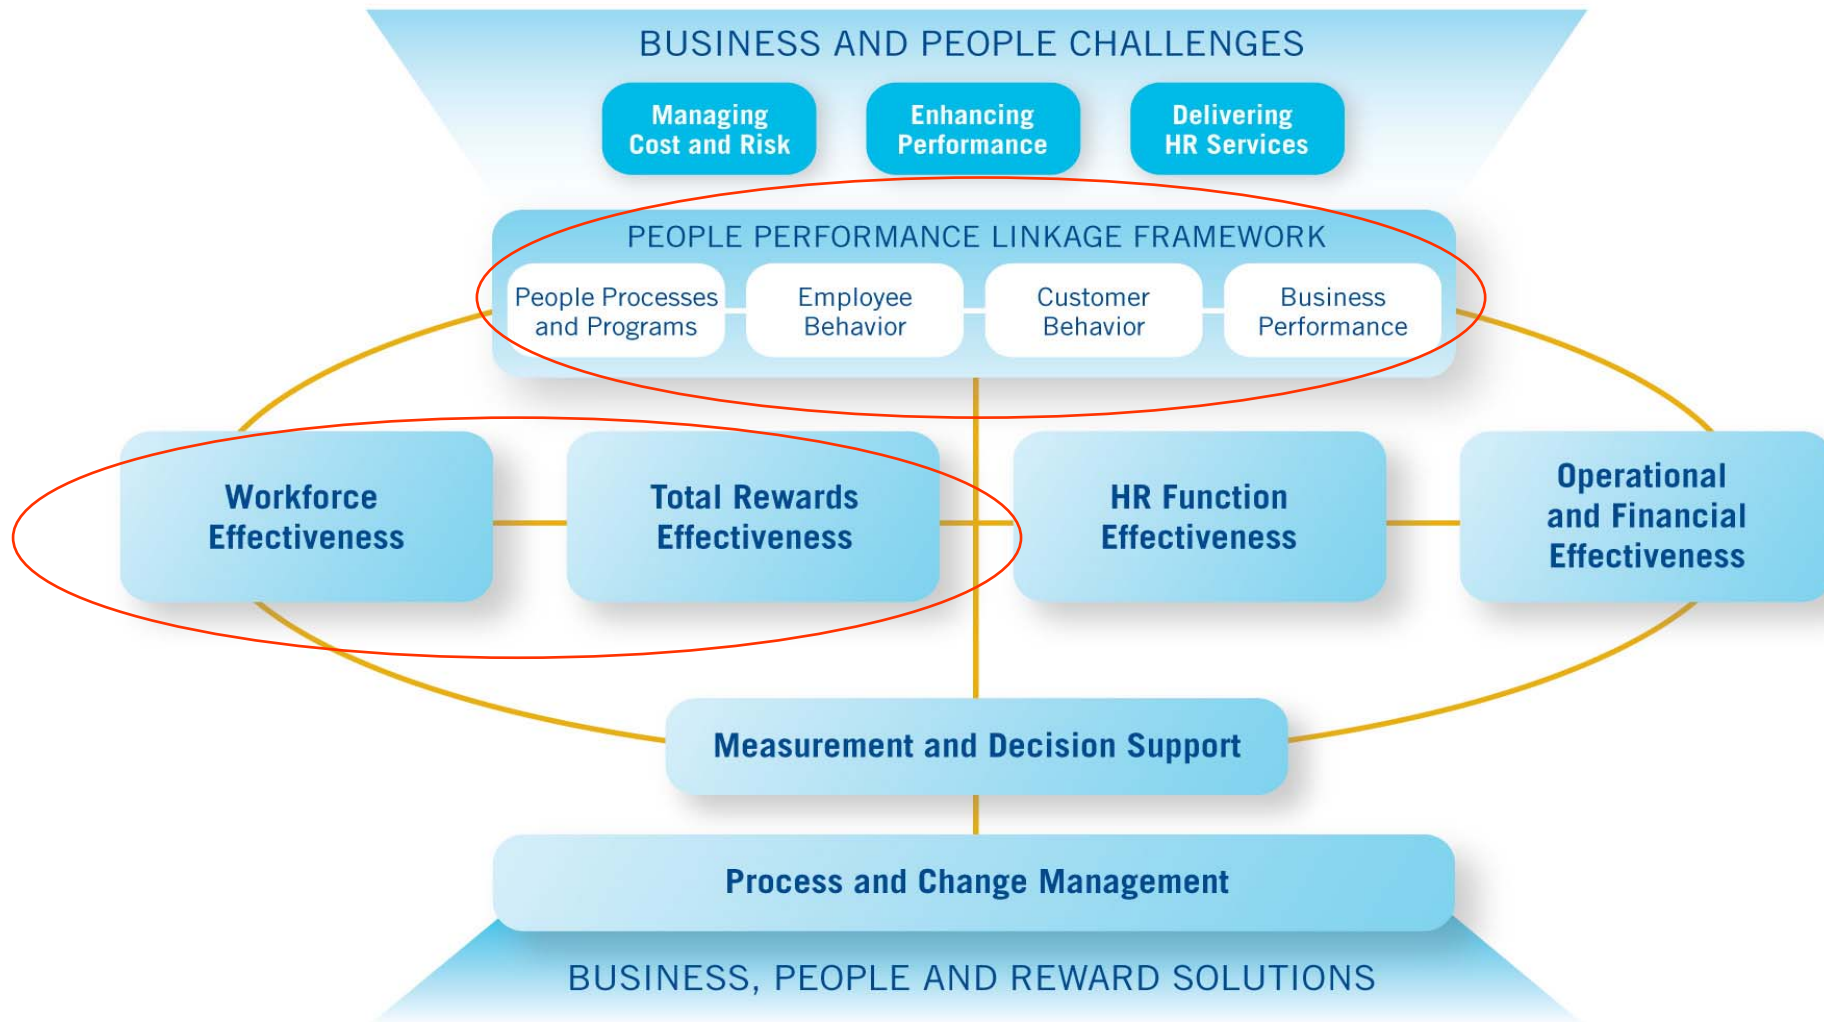 BUSINESS AND PEOPLE CHALLENGES
Managing
Cost and Risk
Enhancing
Performance
Delivering
HR Services
PEOPLE PERFORMANCE LINKAGE FRAMEWORK
People Processes
and Programs
Employee
Behavior
Customer
Behavior
Business
Performance
Workforce
Effectiveness
Total Rewards
Effectiveness
HR Function
Effectiveness
Operational
and Financial
Effectiveness
Measurement and Decision Support
Process and Change Management
BUSINESS, PEOPLE AND REWARD SOLUTIONS